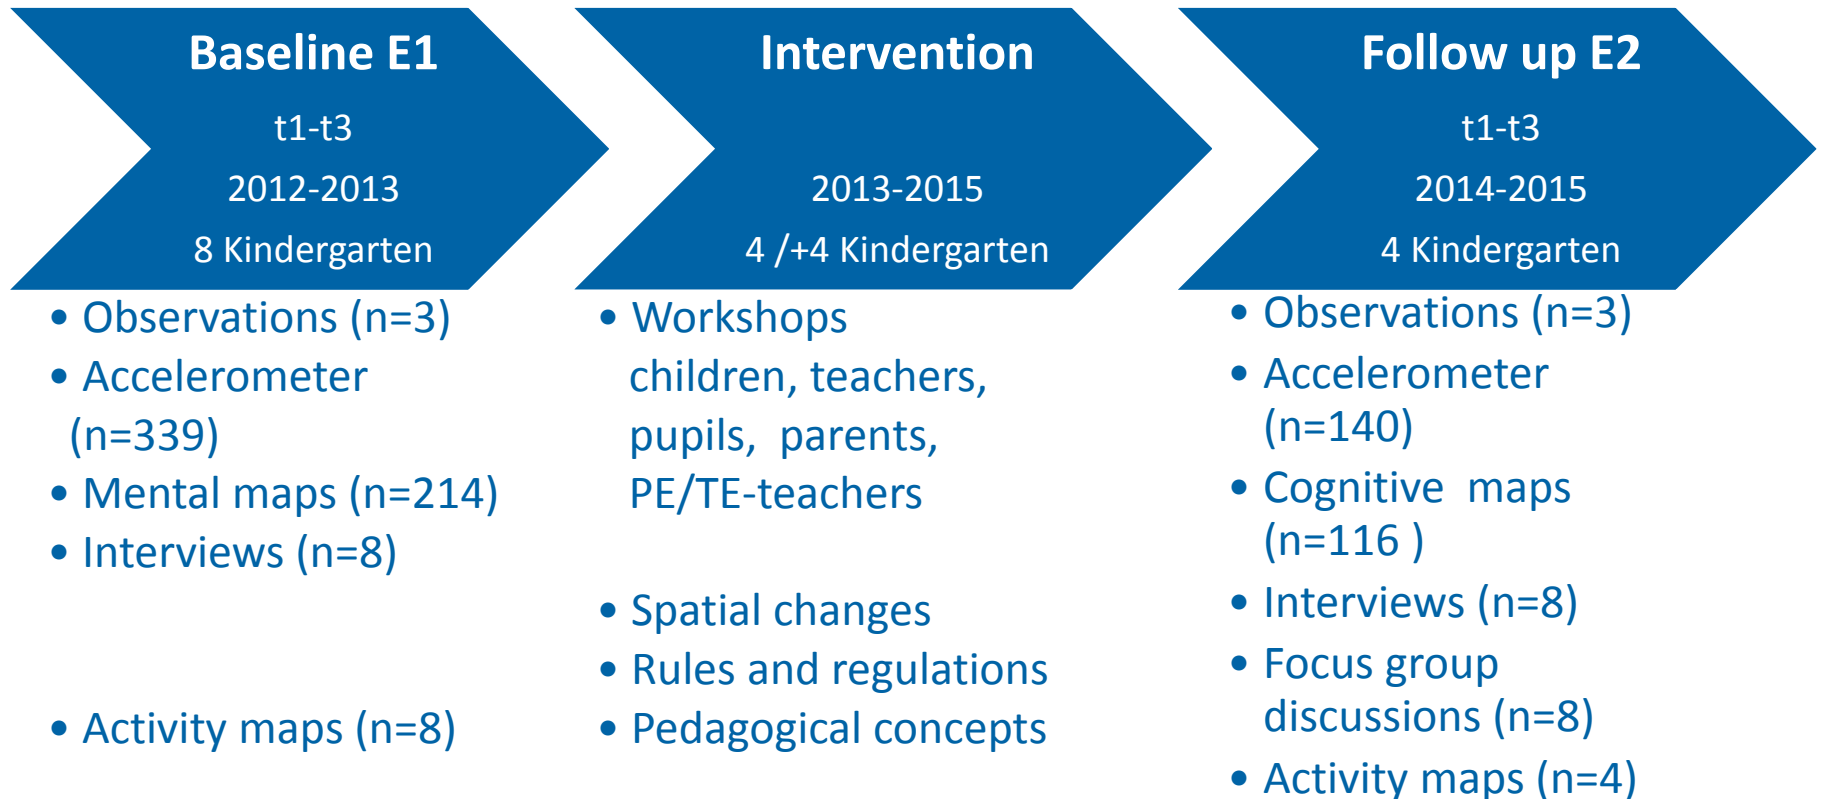 Baseline E1
t1-t3
2012-2013
8 Kindergarten
• Observations (n=3)
• Accelerometer
(n=339)
• Mental maps (n=214)
• Interviews (n=8)
• Activity maps (n=8)
Intervention
2013-2015
4 /+4 Kindergarten
• Workshops
children, teachers,
pupils, parents,
PE/TE-teachers
• Spatial changes
• Rules and regulations
• Pedagogical concepts
Follow up E2
t1-t3
2014-2015
4 Kindergarten
• Observations (n=3)
• Accelerometer
(n=140)
• Cognitive maps
(n=116 )
• Interviews (n=8)
• Focus group
discussions (n=8)
• Activity maps (n=4)